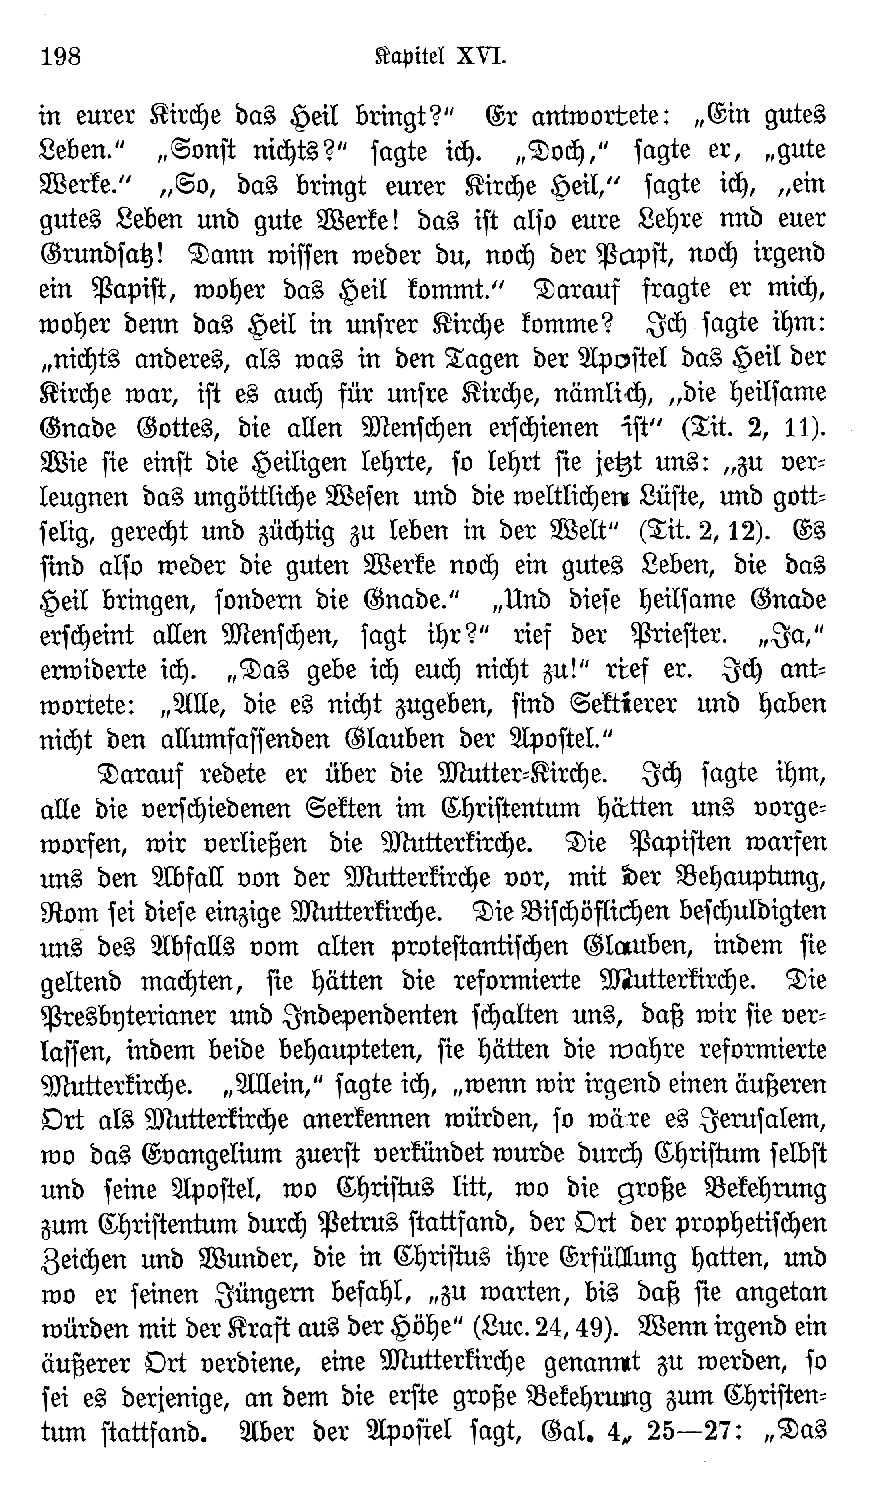 198 Kapitel XVI.
in eurer Kirche das Heil bringt?" Er antwortete: „Ein gutes
Leben." „Sonst nichts?" sagte ich. „Doch," sagte er, „gute
Werke." „So, das bringt eurer Kirche Heil," sagte ich, „ein
gutes Leben und gute Werke! das ist also eure Lehre nnd euer
Grundsatz! Dann wissen weder du, noch der Papst, noch irgend
ein Papist, woher das Heil kommt." Darauf fragte er mich,
woher denn das Heil in unsrer Kirche komme? Ich sagte ihm:
„nichts anderes, als was in den Tagen der Apostel das Heil der
Kirche war, ist es auch für unsre Kirche, nämlich, „die heilsame
Gnade Gottes, die allen Menschen erschienen ist" (Tit. 2, 11).
Wie sie einst die Heiligen lehrte, so lehrt sie jetzt uns: „zu ver-
leugnen das ungöttliche Wesen und die weltlichen Lüste, und gott-
selig, gerecht und züchtig zu leben in der Welt" (Tit. 2, 12). Es
sind also weder die guten Werke noch ein gutes Leben, die das
Heil bringen, sondern die Gnade." „Und diese heilsame Gnade
erscheint allen Menschen, sagt ihr?" rief der Priester. „Ja,"
erwiderte ich. „Das gebe ich euch nicht zu!" rief er. Ich ant-
wortete: „Alle, die es nicht zugeben, sind Sektierer und haben
nicht den allumfassenden Glauben der Apostel."
Darauf redete er über die Mutter-Kirche. Ich sagte ihm,
alle die verschiedenen Sekten im Christentum hätten uns vorge-
worfen, wir verließen die Mutterkirche. Die Papisten warfen
uns den Abfall von der Mutterkirche vor, mit der Behauptung,
Rom sei diese einzige Mutterkirche. Die Bischöflichen beschuldigten
uns des Abfalls vom alten protestantischen Glauben, indem sie
geltend machten, sie hätten die reformierte Mutterkirche. Die
Presbyterianer und Independenten schalten uns, daß wir sie ver-
lassen, indem beide behaupteten, sie hätten die wahre reformierte
Mutterkirche. „Allein," sagte ich, „wenn wir irgend einen äußeren
Ort als Mutterkirche anerkennen würden, so wäre es Jerusalem,
wo das Evangelium zuerst verkündet wurde durch Christum selbst
und seine Apostel, wo Christus litt, wo die große Bekehrung
zum Christentum durch Petrus stattfand, der Ort der prophetischen
Zeichen und Wunder, die in Christus ihre Erfüllung hatten, und
wo er seinen Jüngern befahl, „zu warten, bis daß sie angetan
würden mit der Kraft aus der Höhe" (Luc. 24, 49). Wenn irgend ein
äußerer Ort verdiene, eine Mutterkirche genannt zu werden, so
sei es derjenige, an dem die erste große Bekehrung zum Christen-
tum stattfand. Aber der Apostel sagt, Gal. 4, 25—27: „Das